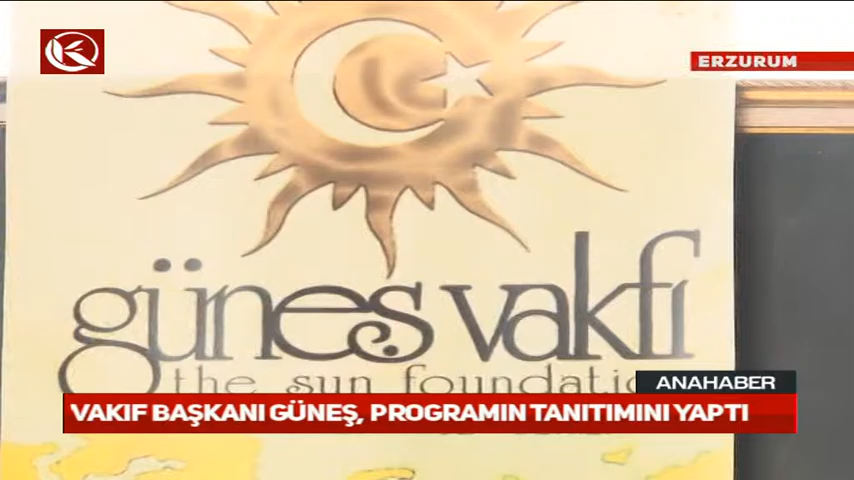 ERZURUM
güneş vakfı
the sun foundatio
ANAHABER
VAKIF BAŞKANI GÜNEŞ, PROGRAMIN TANITIMINI YAPTI